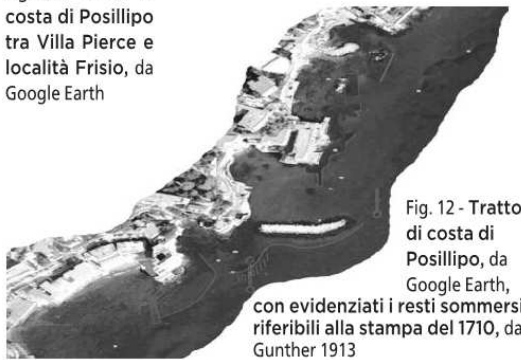 costa di Posillipo
tra Villa Pierce e
località Frisio, da
Google Earth
Fig. 12 - Tratto
di costa di
Posillipo, da
Google Earth,
con evidenziati i resti sommersi
riferibili alla stampa del 1710, da
Gunther 1913